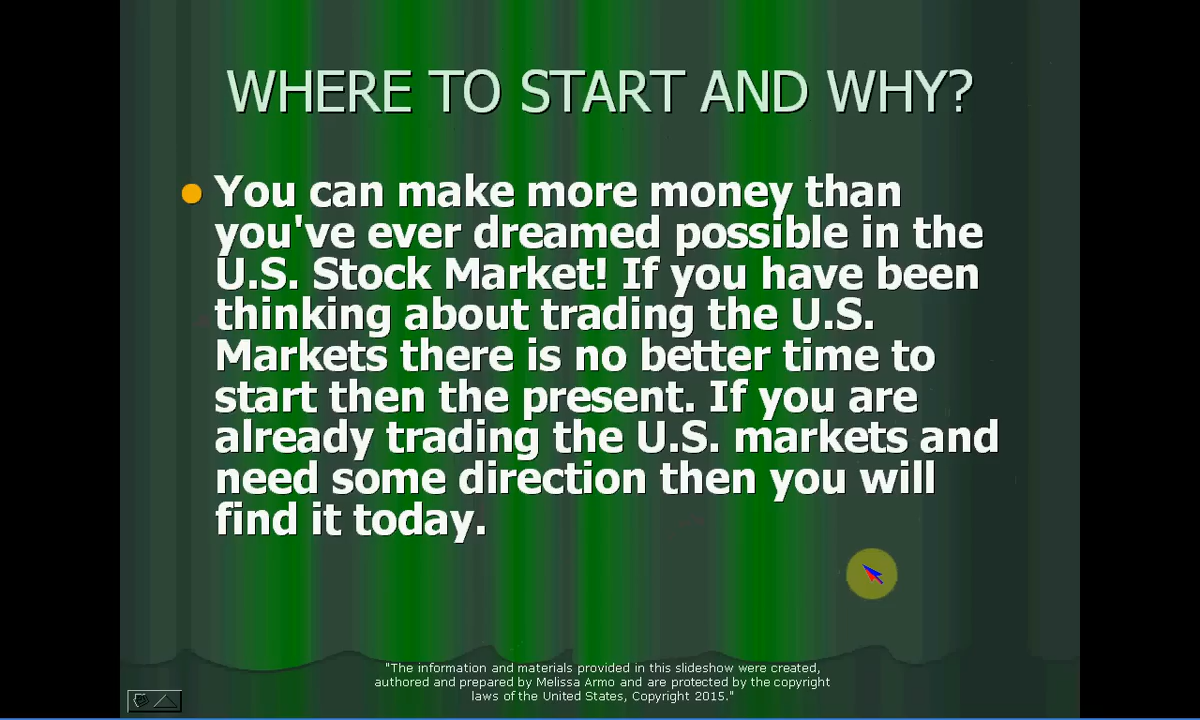 WHERE TO START AND WHY?
You can make more money than
you've ever dreamed possible in the
U.S. Stock Market! If you have been
thinking about trading the U.S.
Markets there is no better time to
start then the present. If you are
already trading the U.S. markets and
need some direction then you will
find it today.
"The information and materials provided in this slideshow were created,
authored and prepared by Melissa Armo and are protected by the copyright
laws of the United States, Copyright 2015."